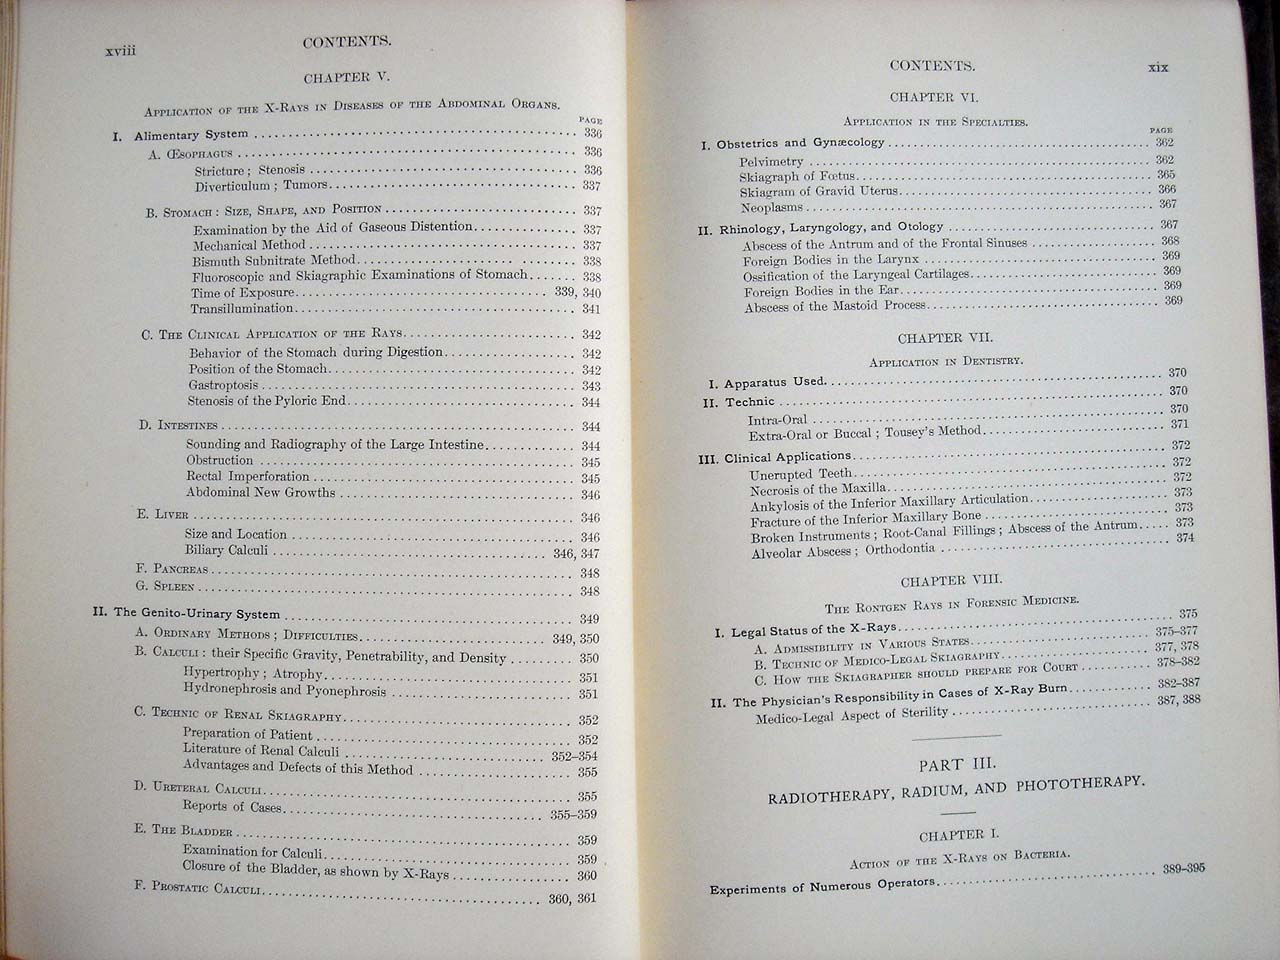 xviii
CONTENTS.
CHAPTER V.
APPLICATION OF THE X-RAYS IN DISEASES OF THE ABDOMINAL ORGANS.
PAGE
I. Alimentary System 336
A. ŒSOPHAGUS 336
Stricture; Stenosis 336
Diverticulum; Tumors 337
B. STOMACH: SIZE, SHAPE, AND POSITION 337
Examination by the Aid of Gaseous Distention 337
Mechanical Method 337
Bismuth Subnitrate Method 338
Fluoroscopic and Skiagraphic Examinations of Stomach 338
Time of Exposure 339, 340
Transillumination 341
C. THE CLINICAL APPLICATION OF THE RAYS 342
Behavior of the Stomach during Digestion 342
Position of the Stomach 342
Gastroptosis 343
Stenosis of the Pyloric End 344
D. INTESTINES 344
Sounding and Radiography of the Large Intestine 344
Obstruction 345
Rectal Imperforation 345
Abdominal New Growths 346
E. LIVER 346
Size and Location 346
Biliary Calculi 346, 347
F. PANCREAS 348
G. SPLEEN 348
II. The Genito-Urinary System 349
A. ORDINARY METHODS; DIFFICULTIES 349, 350
B. CALCULI: their Specific Gravity, Penetrability, and Density 350
Hypertrophy; Atrophy 351
Hydronephrosis and Pyonephrosis 351
C. TECHNIC OF RENAL SKIAGRAPHY 352
Preparation of Patient 352
Literature of Renal Calculi 352–354
Advantages and Defects of this Method 355
D. URETERAL CALCULI 355
Reports of Cases 355–359
E. THE BLADDER 359
Examination for Calculi 359
Closure of the Bladder, as shown by X-Rays 360
F. PROSTATIC CALCULI 360, 361
CONTENTS.
xix
CHAPTER VI.
APPLICATION IN THE SPECIALTIES.
PAGE
I. Obstetrics and Gynæcology 362
Pelvimetry 362
Skiagraph of Fœtus 365
Skiagram of Gravid Uterus 366
Neoplasms 367
II. Rhinology, Laryngology, and Otology 367
Abscess of the Antrum and of the Frontal Sinuses 368
Foreign Bodies in the Larynx 369
Ossification of the Laryngeal Cartilages 369
Foreign Bodies in the Ear 369
Abscess of the Mastoid Process 369
CHAPTER VII.
APPLICATION IN DENTISTRY.
I. Apparatus Used 370
II. Technic 370
Intra-Oral 370
Extra-Oral or Buccal; Tousey's Method 371
III. Clinical Applications 372
Unerupted Teeth 372
Necrosis of the Maxilla 372
Ankylosis of the Inferior Maxillary Articulation 373
Fracture of the Inferior Maxillary Bone 373
Broken Instruments; Root-Canal Fillings; Abscess of the Antrum 373
Alveolar Abscess; Orthodontia 374
CHAPTER VIII.
THE RONTGEN RAYS IN FORENSIC MEDICINE.
I. Legal Status of the X-Rays 375
A. ADMISSIBILITY IN VARIOUS STATES 375–377
B. TECHNIC OF MEDICO-LEGAL SKIAGRAPHY 377, 378
C. HOW THE SKIAGRAPHER SHOULD PREPARE FOR COURT 378–382
II. The Physician's Responsibility in Cases of X-Ray Burn 382–387
Medico-Legal Aspect of Sterility 387, 388
PART III.
RADIOTHERAPY, RADIUM, AND PHOTOTHERAPY.
CHAPTER I.
ACTION OF THE X-RAYS ON BACTERIA.
Experiments of Numerous Operators 389–395